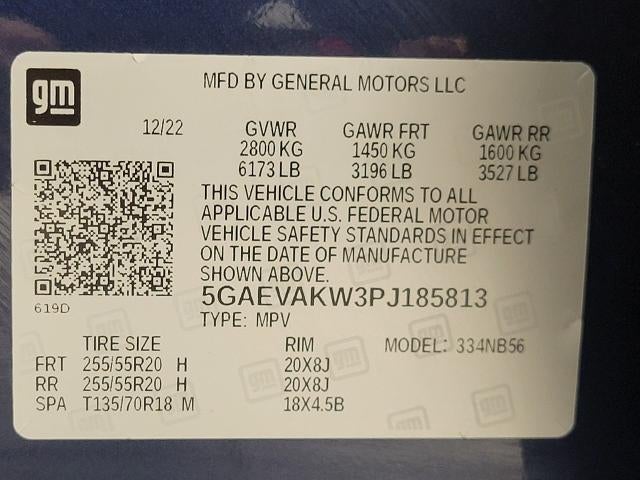 gm
MFD BY GENERAL MOTORS LLC
12/22 GVWR GAWR FRT GAWR RR
2800 KG 1450 KG 1600 KG
6173 LB 3196 LB 3527 LB
THIS VEHICLE CONFORMS TO ALL
APPLICABLE U.S. FEDERAL MOTOR
VEHICLE SAFETY STANDARDS IN EFFECT
ON THE DATE OF MANUFACTURE
SHOWN ABOVE.
5GAEVAKW3PJ185813
619D
TYPE: MPV
TIRE SIZE RIM MODEL: 334NB56
FRT 255/55R20 H 20X8J
RR 255/55R20 H 20X8J
SPA T135/70R18 M 18X4.5B